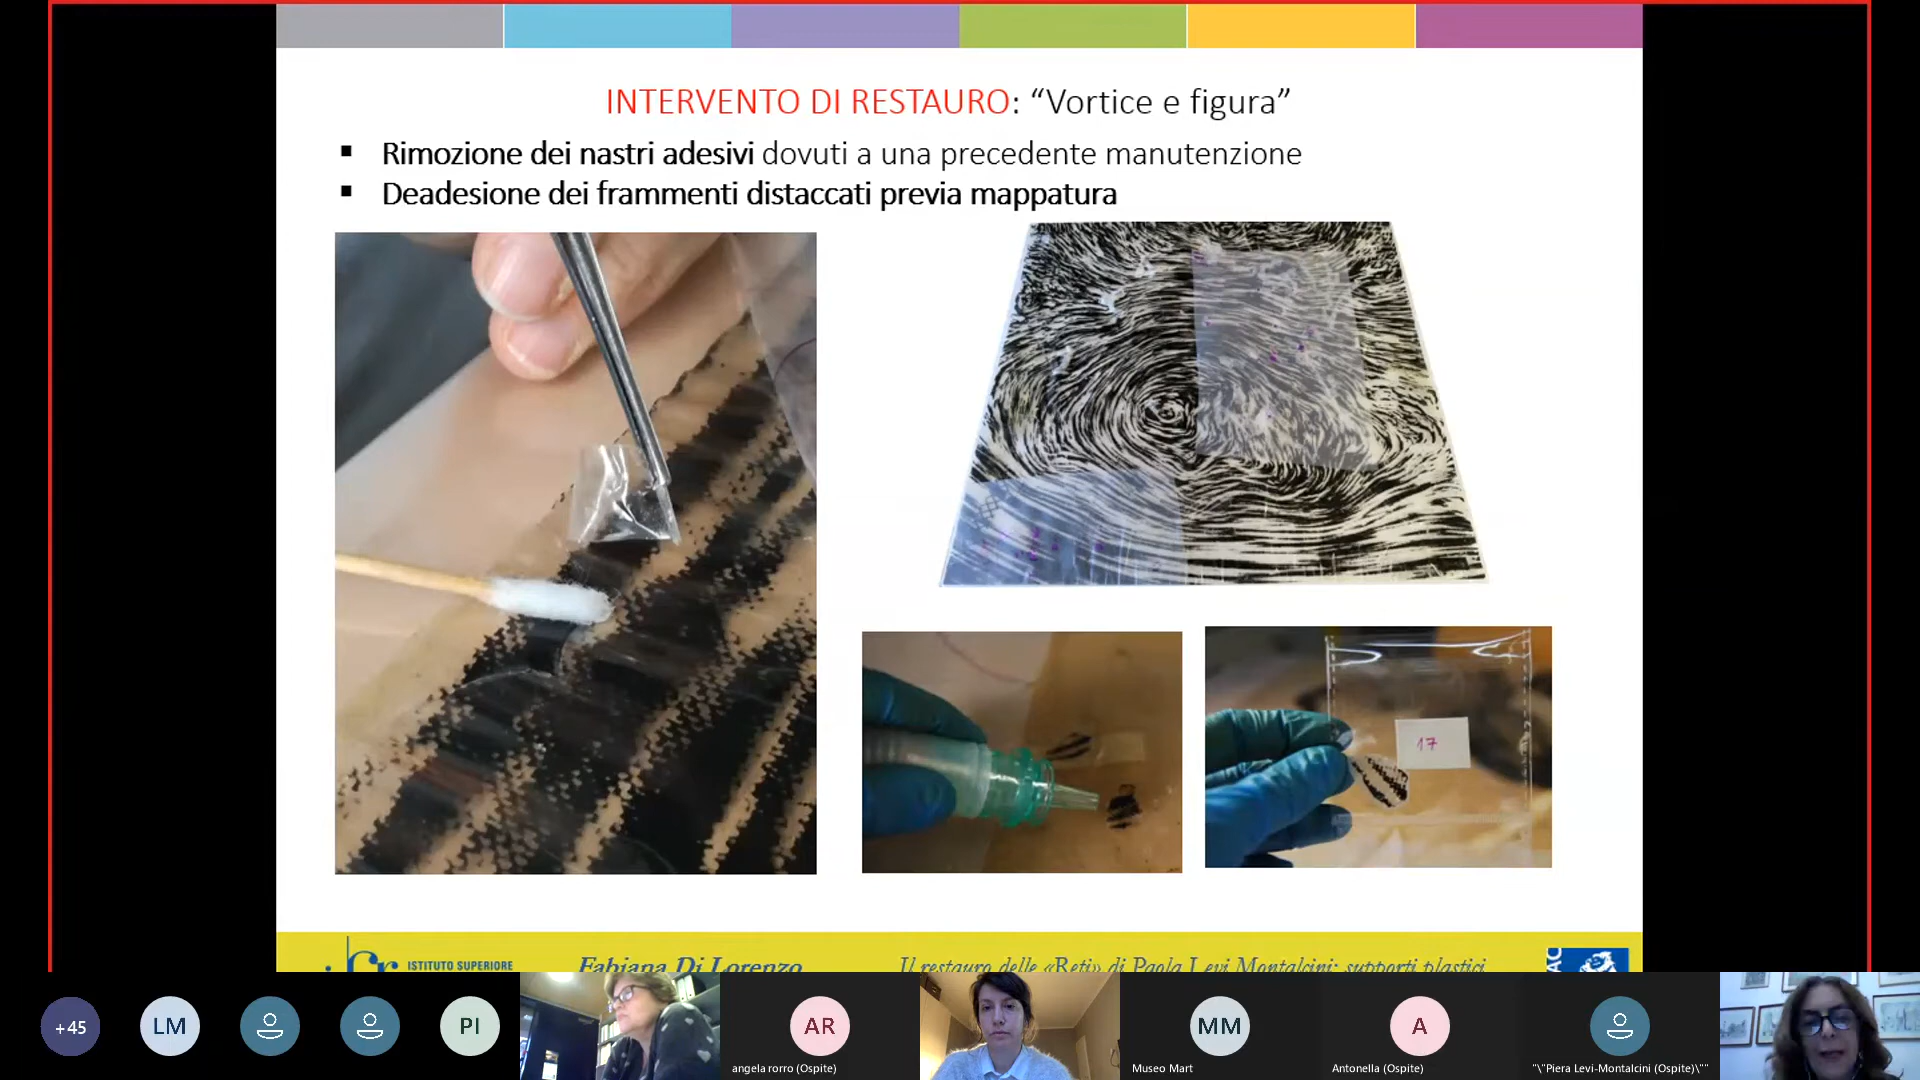 INTERVENTO DI RESTAURO: “Vortice e figura”
▪ Rimozione dei nastri adesivi dovuti a una precedente manutenzione
▪ Deadesione dei frammenti distaccati previa mappatura
17
ISTITUTO SUPERIORE
Fabiana Di Lorenzo
Il restauro delle «Reti» di Paola Levi Montalcini: supporti plastici
+45
LM
PI
AR
angela rorro (Ospite)
MM
Museo Mart
A
Antonella (Ospite)
"\"Piera Levi-Montalcini (Ospite)\""